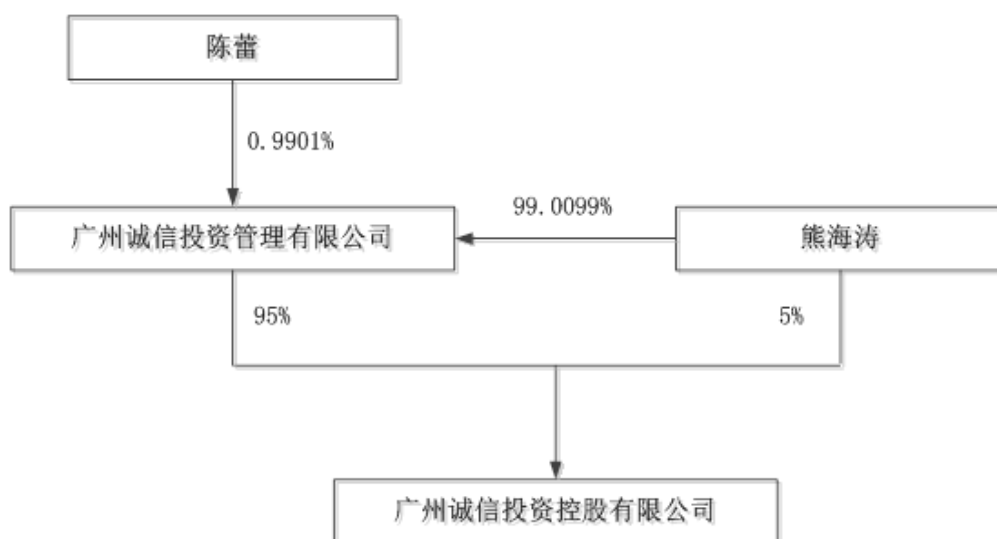 陈蕾
0.9901%
99.0099%
广州诚信投资管理有限公司
熊海涛
95%
5%
广州诚信投资控股有限公司